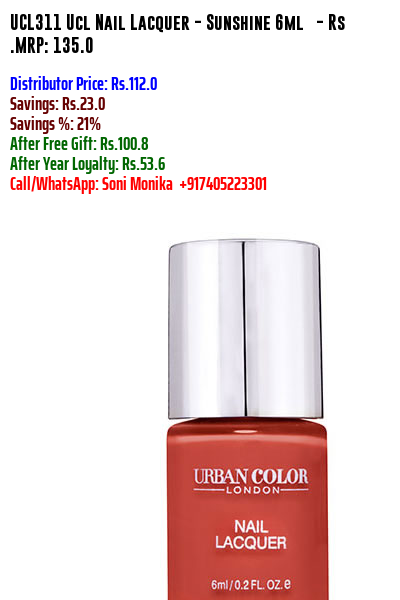 UCL311 Ucl Nail Lacquer - Sunshine 6ml  - Rs
.MRP: 135.0
Distributor Price: Rs.112.0
Savings: Rs.23.0
Savings %: 21%
After Free Gift: Rs.100.8
After Year Loyalty: Rs.53.6
Call/WhatsApp: Soni Monika +917405223301
URBAN COLOR
LONDON
NAIL
LACQUER
6ml/0.2 FL. OZ. e